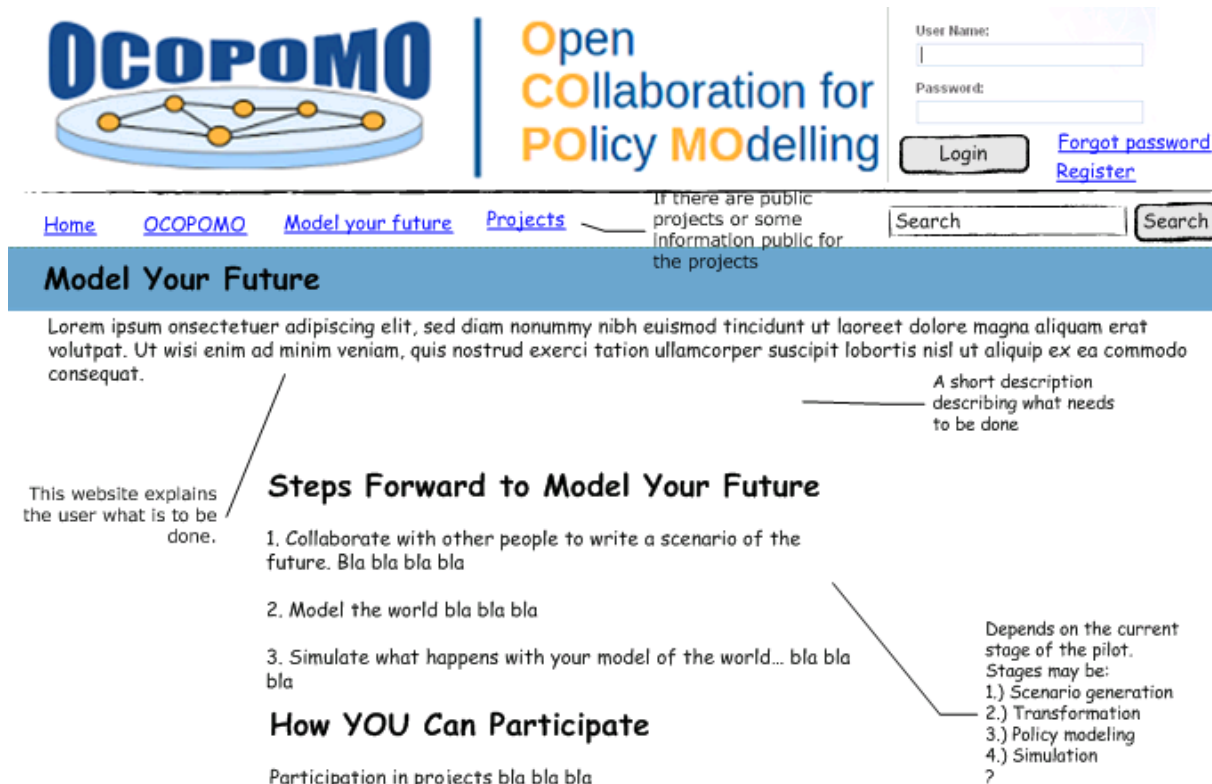 OCOPOMO
Open
COllaboration for
POlicy MOdelling
User Name:
Password:
Login
Forgot password
Register
Home
OCOPOMO
Model your future
Projects
If there are public
projects or some
information public for
the projects
Search
Search
Model Your Future
Lorem ipsum onsectetuer adipiscing elit, sed diam nonummy nibh euismod tincidunt ut laoreet dolore magna aliquam erat
volutpat. Ut wisi enim ad minim veniam, quis nostrud exerci tation ullamcorper suscipit lobortis nisl ut aliquip ex ea commodo
consequat.
A short description
describing what needs
to be done
This website explains
the user what is to be
done.
Steps Forward to Model Your Future
1. Collaborate with other people to write a scenario of the
future. Bla bla bla bla
2. Model the world bla bla bla
3. Simulate what happens with your model of the world... bla bla
bla
Depends on the current
stage of the pilot.
Stages may be:
1.) Scenario generation
2.) Transformation
3.) Policy modeling
4.) Simulation
?
How YOU Can Participate
Participation in projects bla bla bla